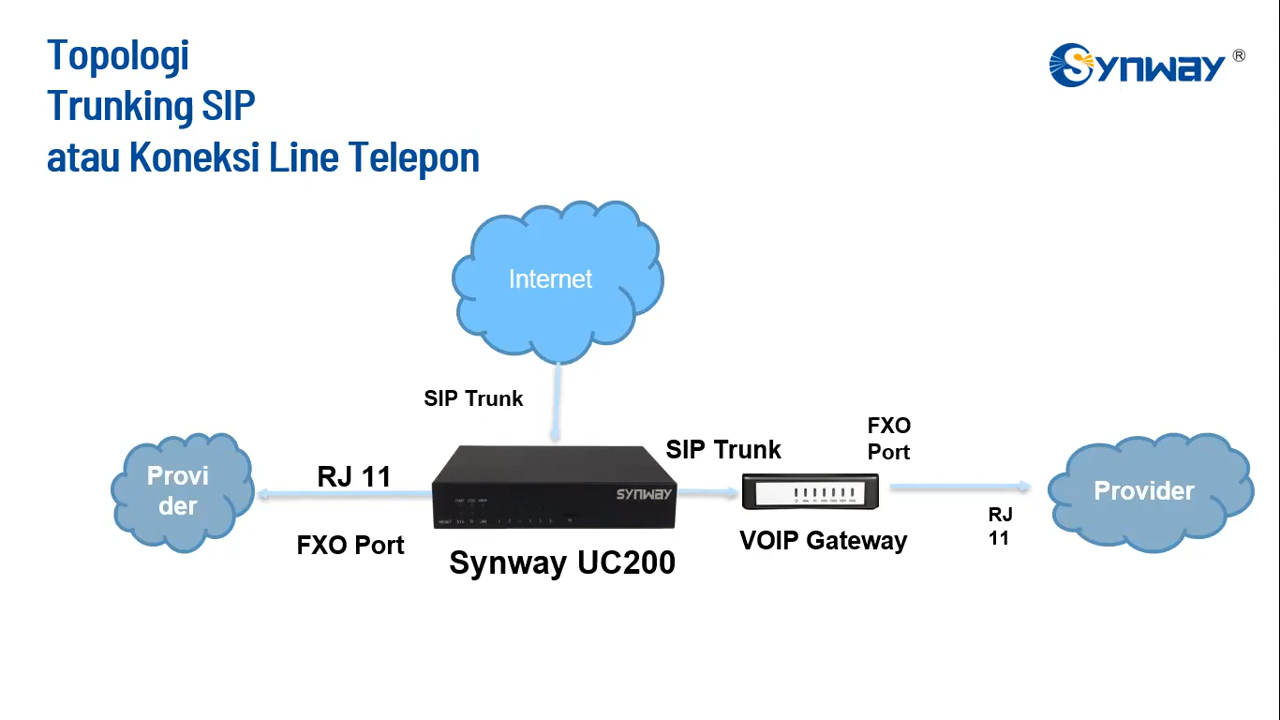 Topologi
Trunking SIP
atau Koneksi Line Telepon
Synway ®
Internet
SIP Trunk
SIP Trunk
FXO
Port
Provi
der
RJ 11
SYNWAY
Provider
FXO Port
Synway UC200
VOIP Gateway
RJ
11